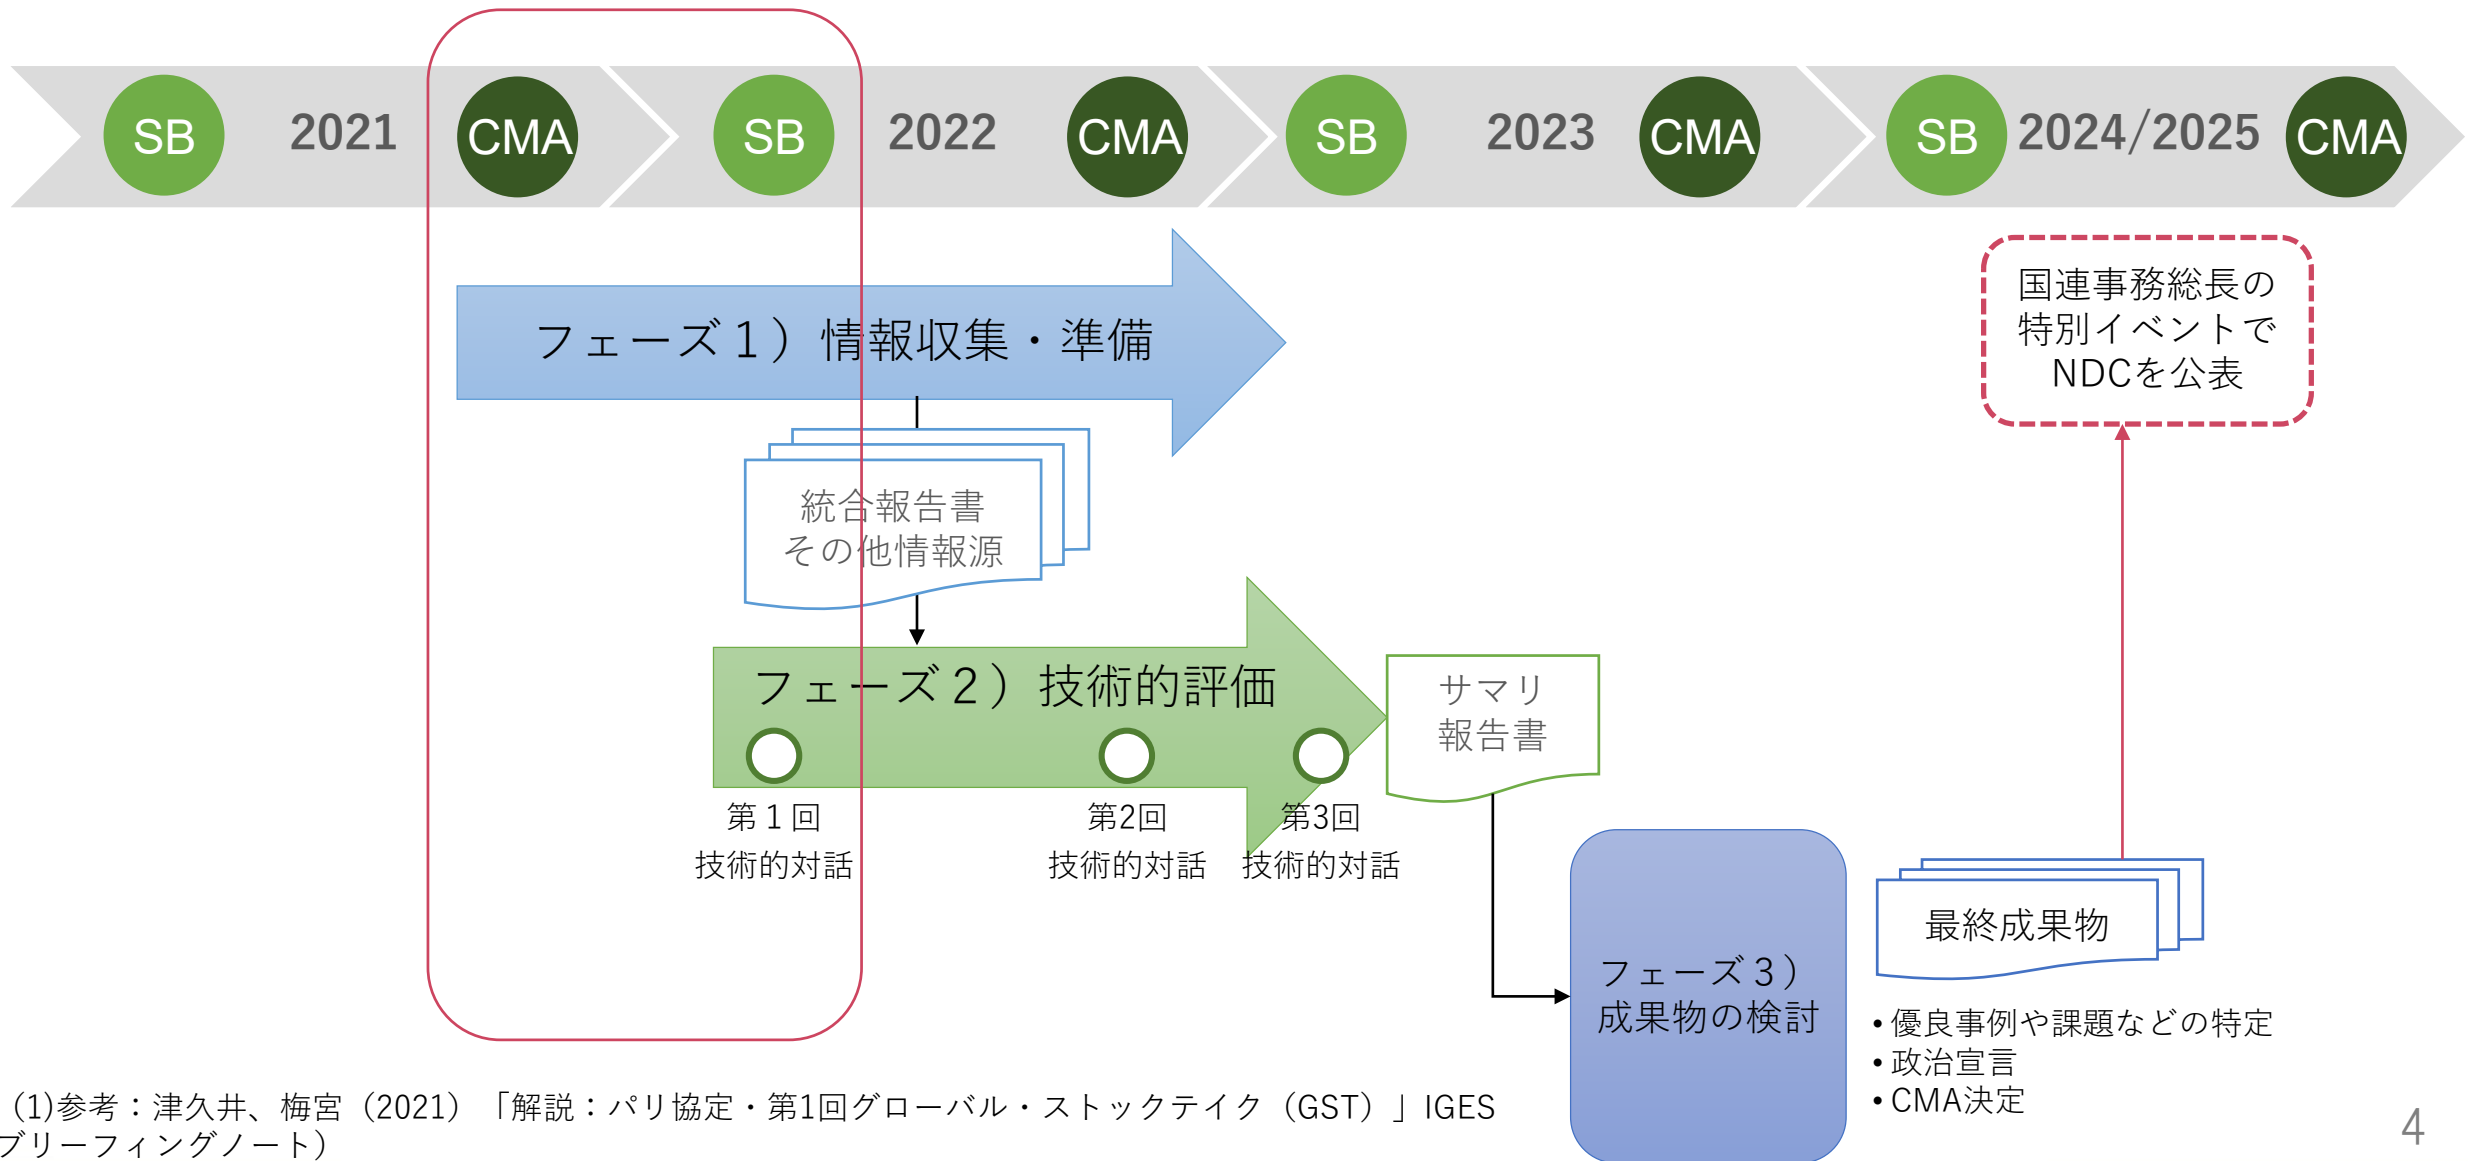 SB 2021 CMA SB 2022 CMA SB 2023 CMA SB 2024/2025 CMA
国連事務総長の
特別イベントで
NDCを公表
フェーズ１）情報収集・準備
統合報告書
その他情報源
フェーズ２）技術的評価
第１回
技術的対話
第2回
技術的対話
第3回
技術的対話
サマリ
報告書
フェーズ３）
成果物の検討
最終成果物
• 優良事例や課題などの特定
• 政治宣言
• CMA決定
(1)参考：津久井、梅宮（2021）「解説：パリ協定・第1回グローバル・ストックテイク（GST）」IGES
ブリーフィングノート）
4